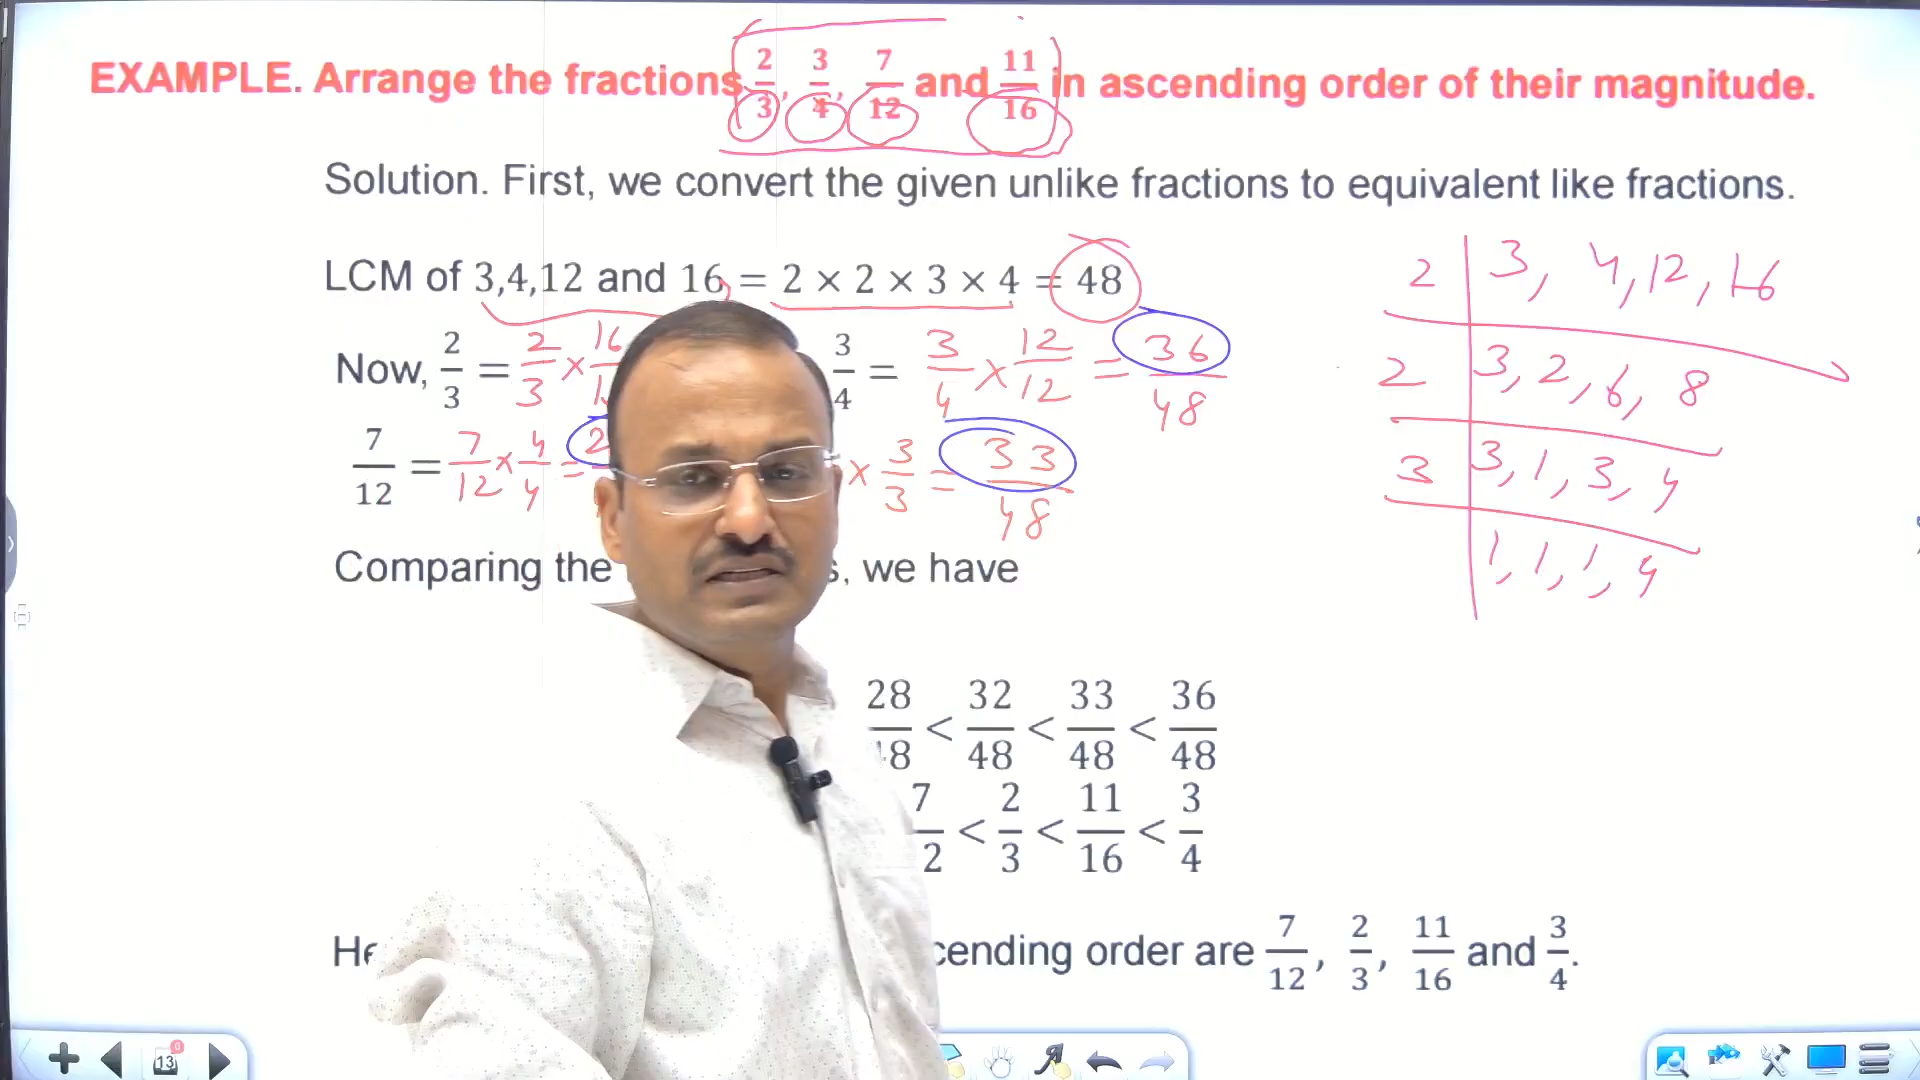 EXAMPLE. Arrange the fractions 2/3, 3/4, 7/12 and 11/16 in ascending order of their magnitude.
Solution. First, we convert the given unlike fractions to equivalent like fractions.
LCM of 3,4,12 and 16 = 2 × 2 × 3 × 4 = 48
Now, 2/3 = 2/3 × 16/ 3/4 = 3/4 × 12/12 = 36/48
7/12 = 7/12 × 4/4 = × 3/3 = 33/48
Comparing the , we have
28/48 < 32/48 < 33/48 < 36/48
7/ < 2/3 < 11/16 < 3/4
order are 7/12, 2/3, 11/16 and 3/4.
2 | 3, 4, 12, 16
2 | 3, 2, 6, 8
3 | 3, 1, 3, 4
1, 1, 1, 4
13